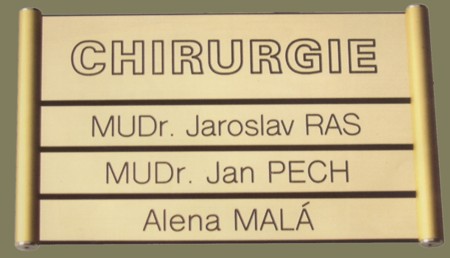 CHIRURGIE
MUDr. Jaroslav RAS
MUDr. Jan PECH
Alena MALÁ